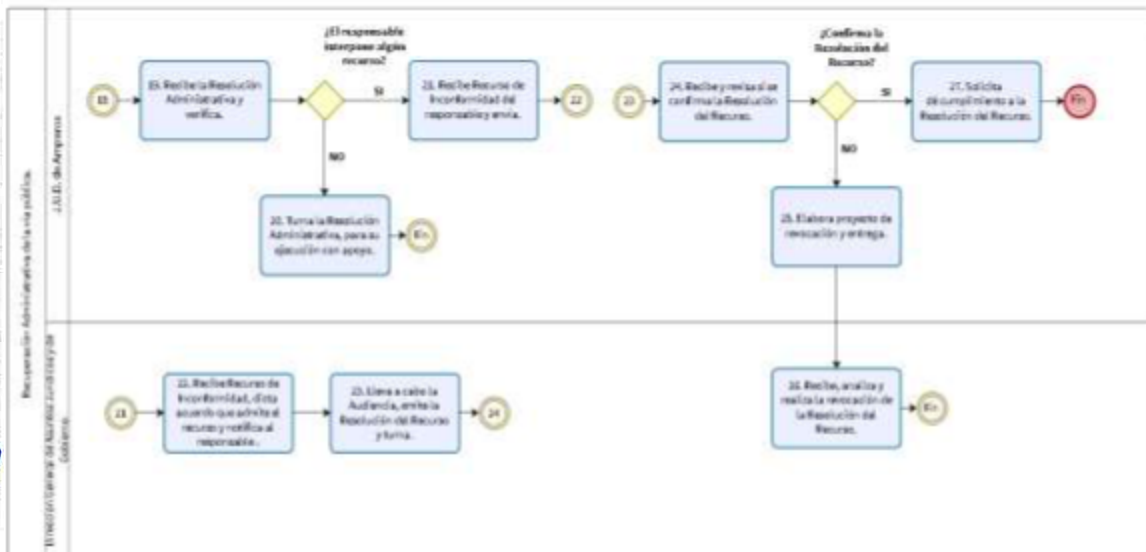 Recuperación Administrativa de la vía pública.
J.U.D. de Amparos
Dirección General de Asuntos Jurídicos y de
Gobierno
18
19. Recibe la Resolución
Administrativa y
verifica.
¿El responsable
interpone algún
recurso?
SI
21. Recibe Recurso de
Inconformidad del
responsable y envía.
22
NO
20. Turna la Resolución
Administrativa, para su
ejecución con apoyo.
Fin
23
24. Recibe y revisa si se
confirma la Resolución
del Recurso.
¿Confirma la
Resolución del
Recurso?
SI
27. Solicita
cumplimiento a la
Resolución del Recurso.
Fin
NO
25. Elabora proyecto de
revocación y entrega.
21
22. Recibe Recurso de
Inconformidad, dicta
acuerdo que admite el
recurso y notifica al
responsable.
23. Lleva a cabo la
Audiencia, emite la
Resolución del Recurso
y turna.
24
26. Recibe, analiza y
realiza la revocación de
la Resolución del
Recurso.
Fin